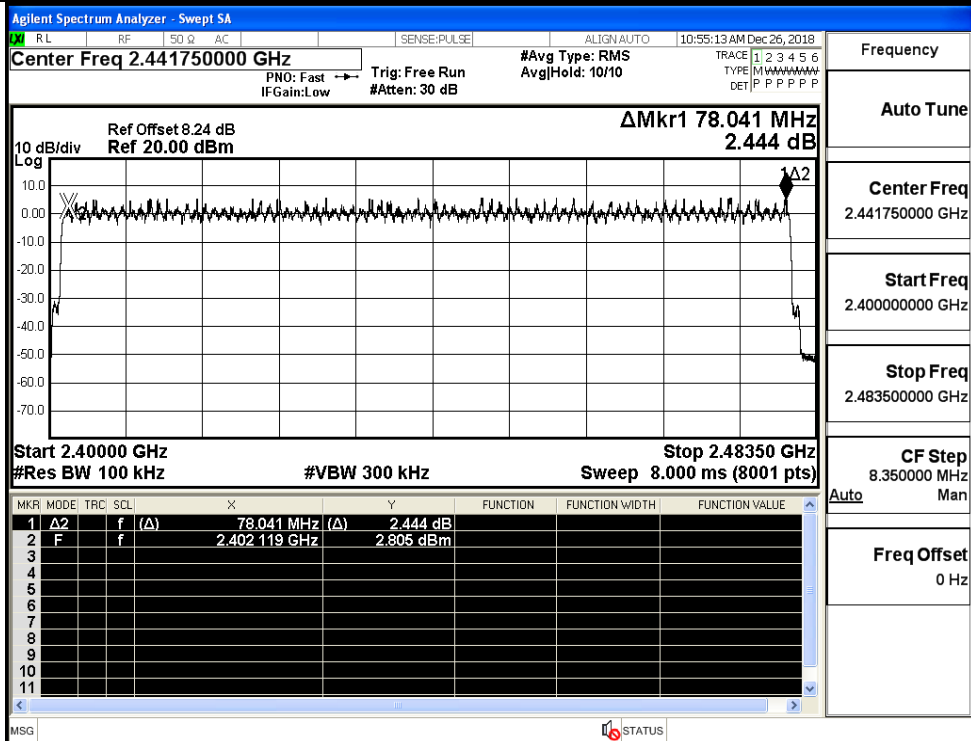 Agilent Spectrum Analyzer - Swept SA
LXI RL RF 50 Ω AC SENSE:PULSE ALIGN AUTO 10:55:13 AM Dec 26, 2018
Center Freq 2.441750000 GHz
PNO: Fast
IFGain:Low
Trig: Free Run
#Atten: 30 dB
#Avg Type: RMS
Avg|Hold: 10/10
TRACE 1 2 3 4 5 6
TYPE M WWWWW
DET P P P P P P
ΔMkr1 78.041 MHz
2.444 dB
Ref Offset 8.24 dB
10 dB/div Ref 20.00 dBm
Log
1Δ2
10.0
0.00
-10.0
-20.0
-30.0
-40.0
-50.0
-60.0
-70.0
Start 2.40000 GHz Stop 2.48350 GHz
#Res BW 100 kHz #VBW 300 kHz Sweep 8.000 ms (8001 pts)
MKR MODE TRC SCL X Y FUNCTION FUNCTION WIDTH FUNCTION VALUE
1 Δ2 f (Δ) 78.041 MHz (Δ) 2.444 dB
2 F f 2.402 119 GHz 2.805 dBm
3
4
5
6
7
8
9
10
11
MSG STATUS
Frequency
Auto Tune
Center Freq
2.441750000 GHz
Start Freq
2.400000000 GHz
Stop Freq
2.483500000 GHz
CF Step
8.350000 MHz
Auto Man
Freq Offset
0 Hz